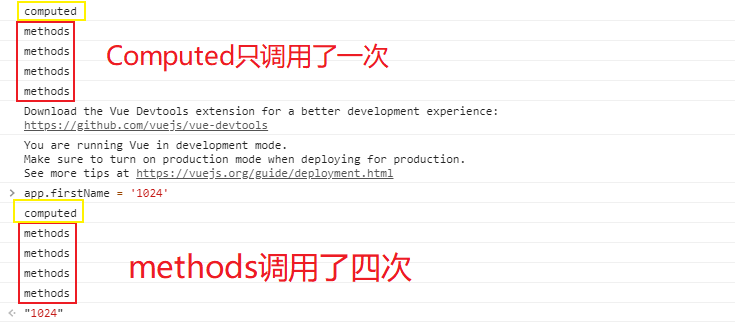 computed
methods
methods
methods
methods
Computed只调用了一次
Download the Vue Devtools extension for a better development experience:
https://github.com/vuejs/vue-devtools
You are running Vue in development mode.
Make sure to turn on production mode when deploying for production.
See more tips at https://vuejs.org/guide/deployment.html
> app.firstName = '1024'
computed
methods
methods
methods
methods
methods调用了四次
"1024"